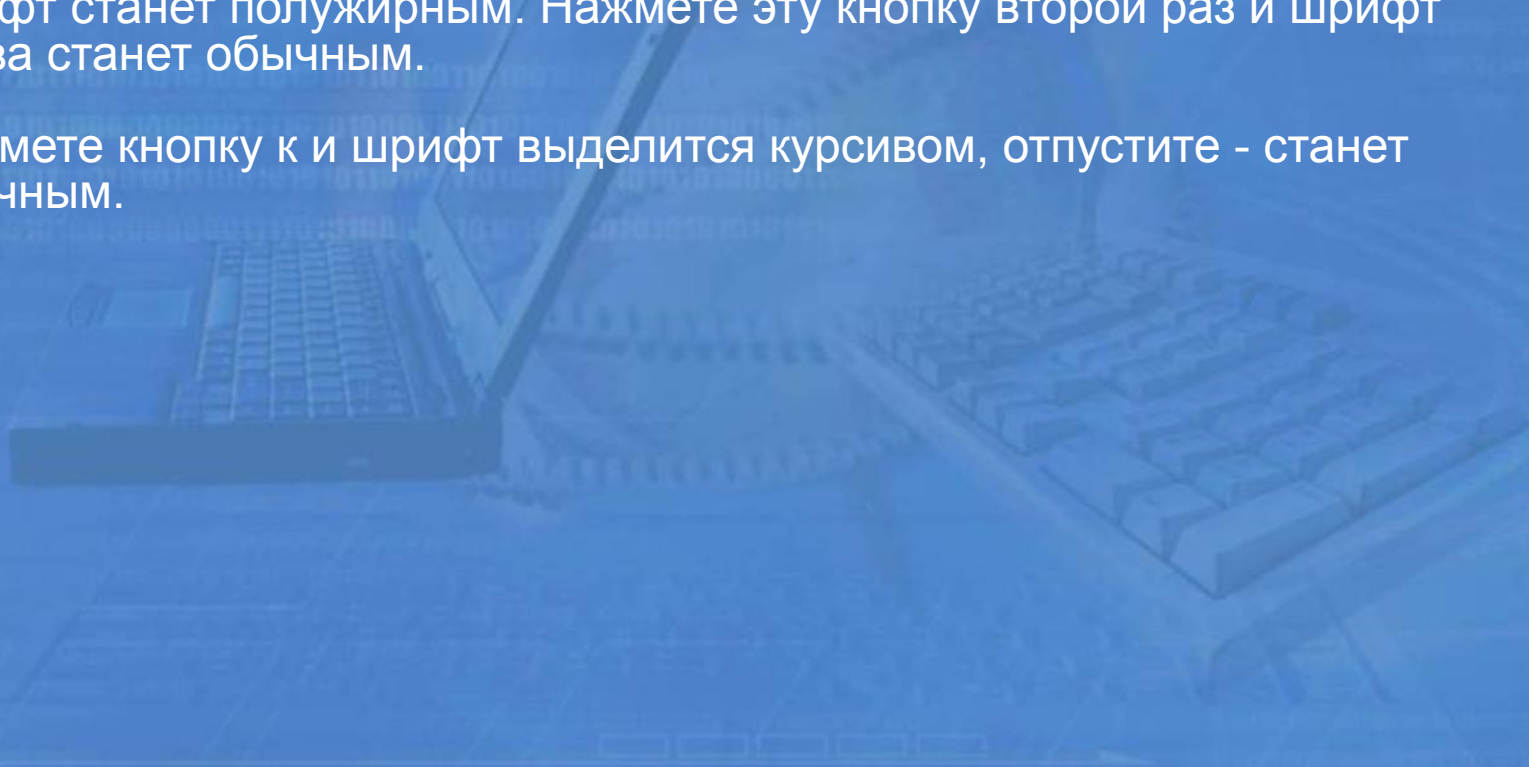 фт станет полужирным. Нажмете эту кнопку второй раз и шрифт
ва станет обычным.
мете кнопку к и шрифт выделится курсивом, отпустите - станет
чным.